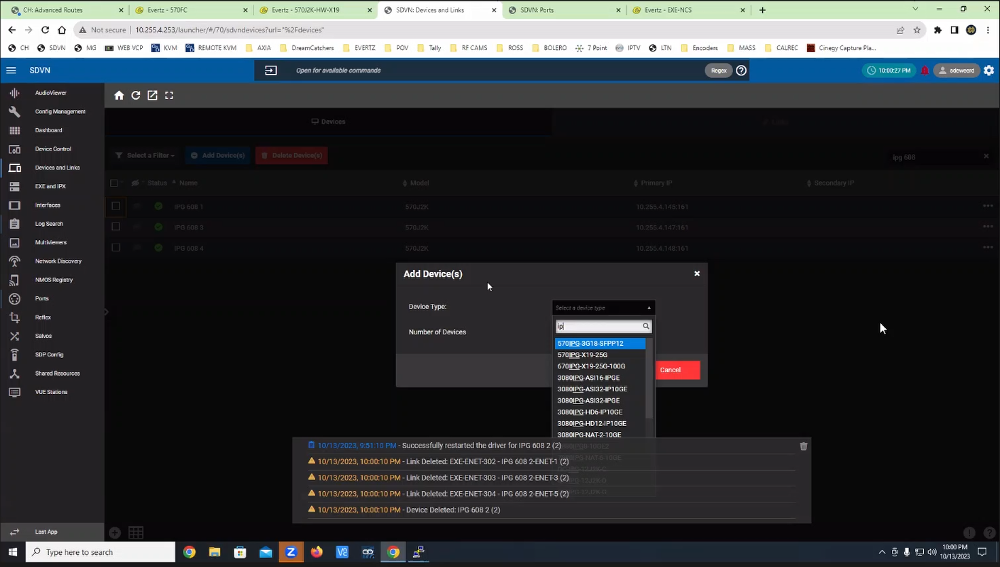 CH: Advanced Routes
Evertz - 570FC
Evertz - 570J2K-HW-X19
SDVN: Devices and Links
SDVN: Ports
Evertz - EXE-NCS
Not secure
10.255.4.253/launcher/#/70/sdvndevices?url="%2Fdevices"
CH
SDVN
MG
WEB VCP
KVM
REMOTE KVM
AXIA
DreamCatchers
EVERTZ
POV
Tally
RF CAMS
ROSS
BOLERO
7 Point
IPTV
LTN
Encoders
MASS
CALREC
Cinegy Capture Pla...
SDVN
Open for available commands
Regex
10:00:27 PM
sdeweerd
AudioViewer
Config Management
Dashboard
Device Control
Devices and Links
EXE and IPX
Interfaces
Log Search
Multiviewers
Network Discovery
NMOS Registry
Ports
Reflex
Salvos
SDP Config
Shared Resources
VUE Stations
Last App
Devices
Links
Select a Filter
Add Device(s)
Delete Device(s)
ipg 608
Status
Name
Model
Primary IP
Secondary IP
IPG 608 1
570J2K
10.255.4.145:161
IPG 608 3
570J2K
10.255.4.147:161
IPG 608 4
570J2K
10.255.4.148:161
Add Device(s)
Device Type:
Select a device type
ip
Number of Devices
570IPG-3G18-SFPP12
570IPG-X19-25G
670IPG-X19-25G-100G
3080IPG-ASI16-IPGE
3080IPG-ASI32-IP10GE
3080IPG-ASI32-IPGE
3080IPG-HD6-IP10GE
3080IPG-HD12-IP10GE
3080IPG-NAT-2-10GE
Cancel
10/13/2023, 9:51:10 PM - Successfully restarted the driver for IPG 608 2 (2)
10/13/2023, 10:00:10 PM - Link Deleted: EXE-ENET-302 - IPG 608 2-ENET-1 (2)
10/13/2023, 10:00:10 PM - Link Deleted: EXE-ENET-303 - IPG 608 2-ENET-3 (2)
10/13/2023, 10:00:10 PM - Link Deleted: EXE-ENET-304 - IPG 608 2-ENET-5 (2)
10/13/2023, 10:00:10 PM - Device Deleted: IPG 608 2 (2)
Type here to search
10:00 PM
10/13/2023